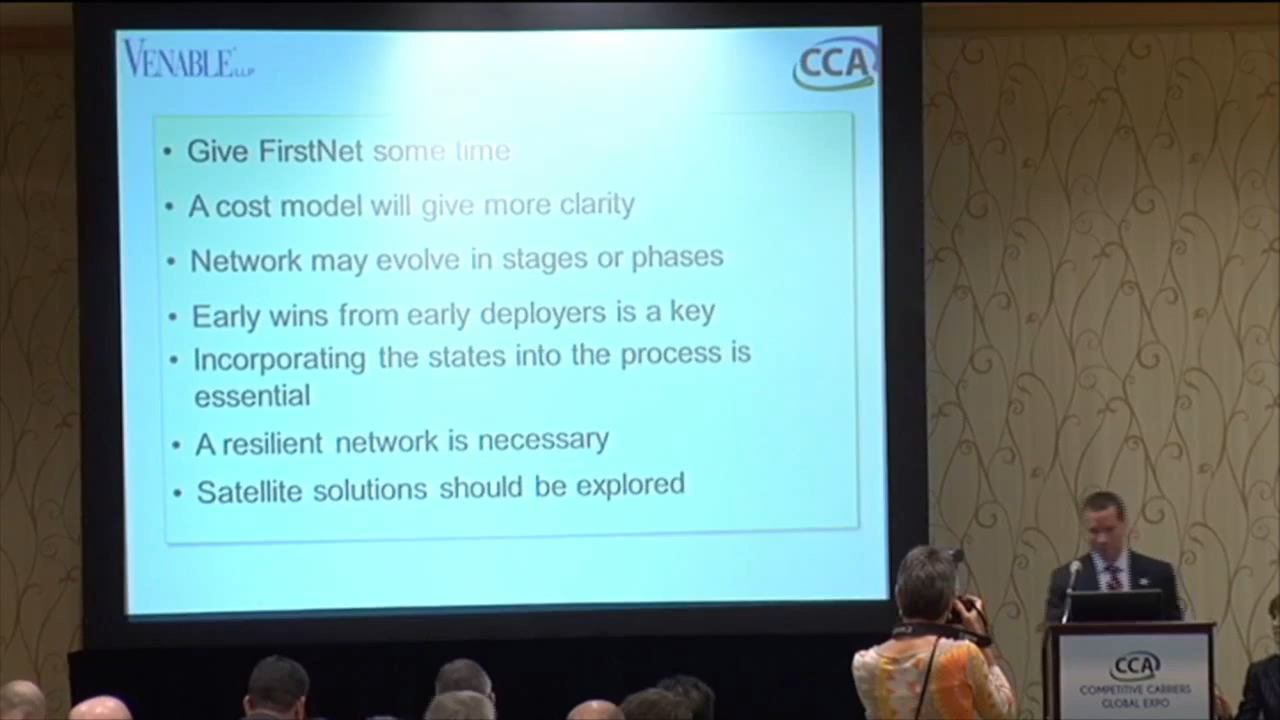 VENABLE LLP
CCA
• Give FirstNet some time
• A cost model will give more clarity
• Network may evolve in stages or phases
• Early wins from early deployers is a key
• Incorporating the states into the process is
essential
• A resilient network is necessary
• Satellite solutions should be explored
CCA
COMPETITIVE CARRIERS
GLOBAL EXPO